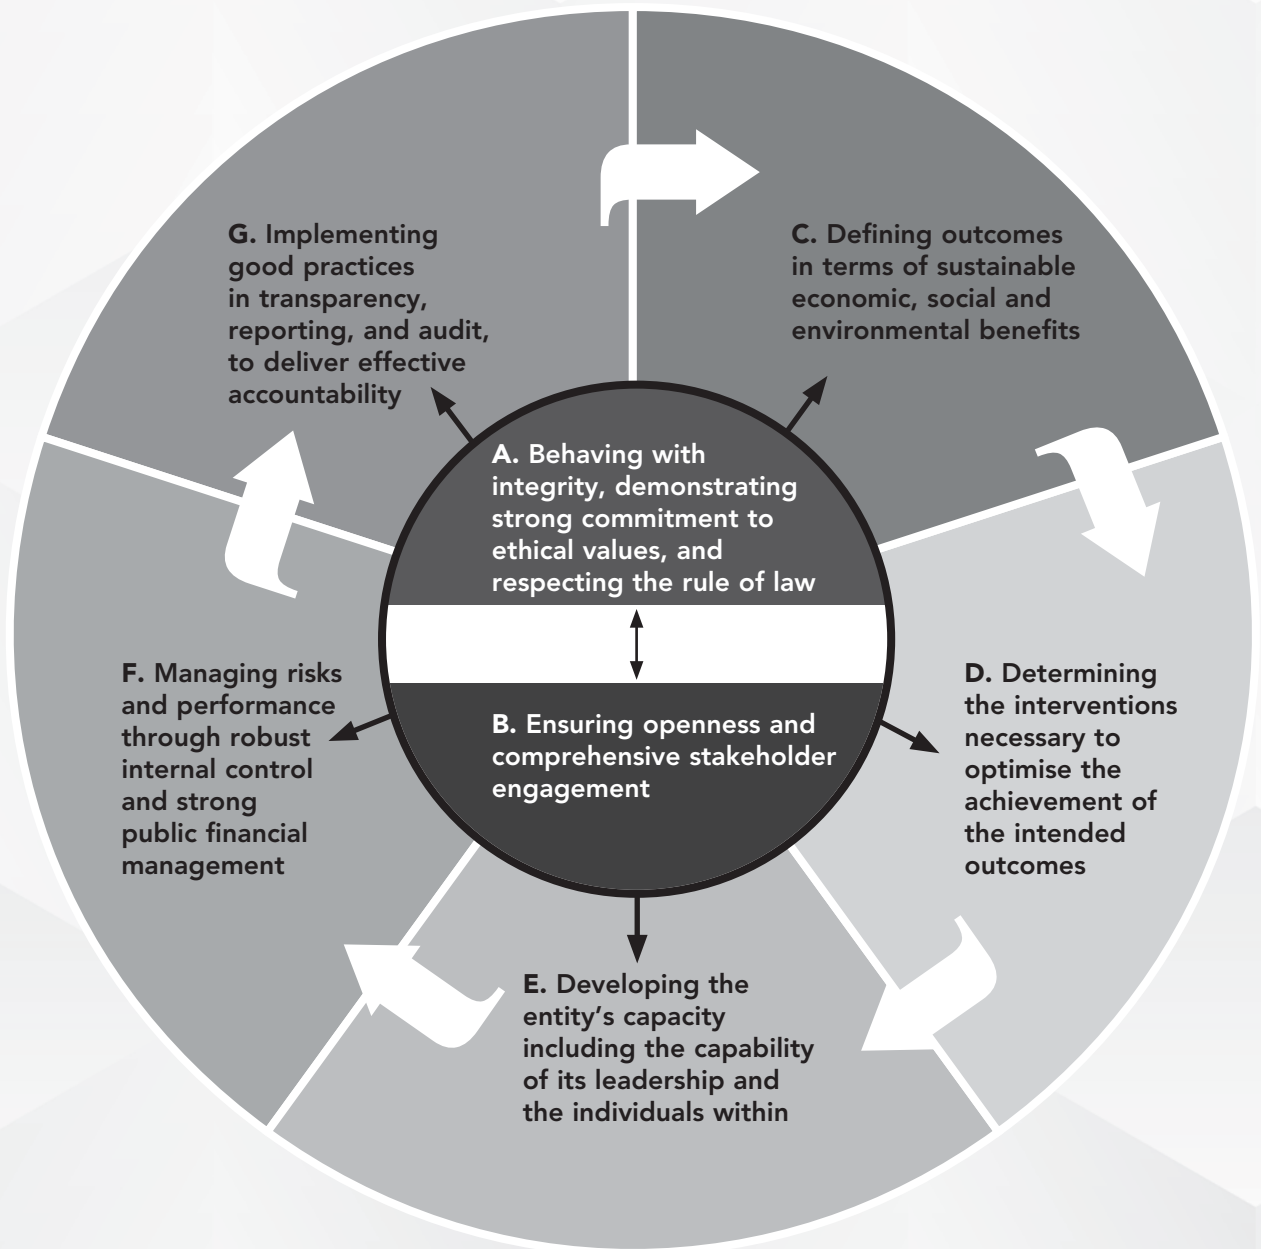 A. Behaving with
integrity, demonstrating
strong commitment to
ethical values, and
respecting the rule of law
B. Ensuring openness and
comprehensive stakeholder
engagement
C. Defining outcomes
in terms of sustainable
economic, social and
environmental benefits
D. Determining
the interventions
necessary to
optimise the
achievement of
the intended
outcomes
E. Developing the
entity’s capacity
including the capability
of its leadership and
the individuals within
F. Managing risks
and performance
through robust
internal control
and strong
public financial
management
G. Implementing
good practices
in transparency,
reporting, and audit,
to deliver effective
accountability